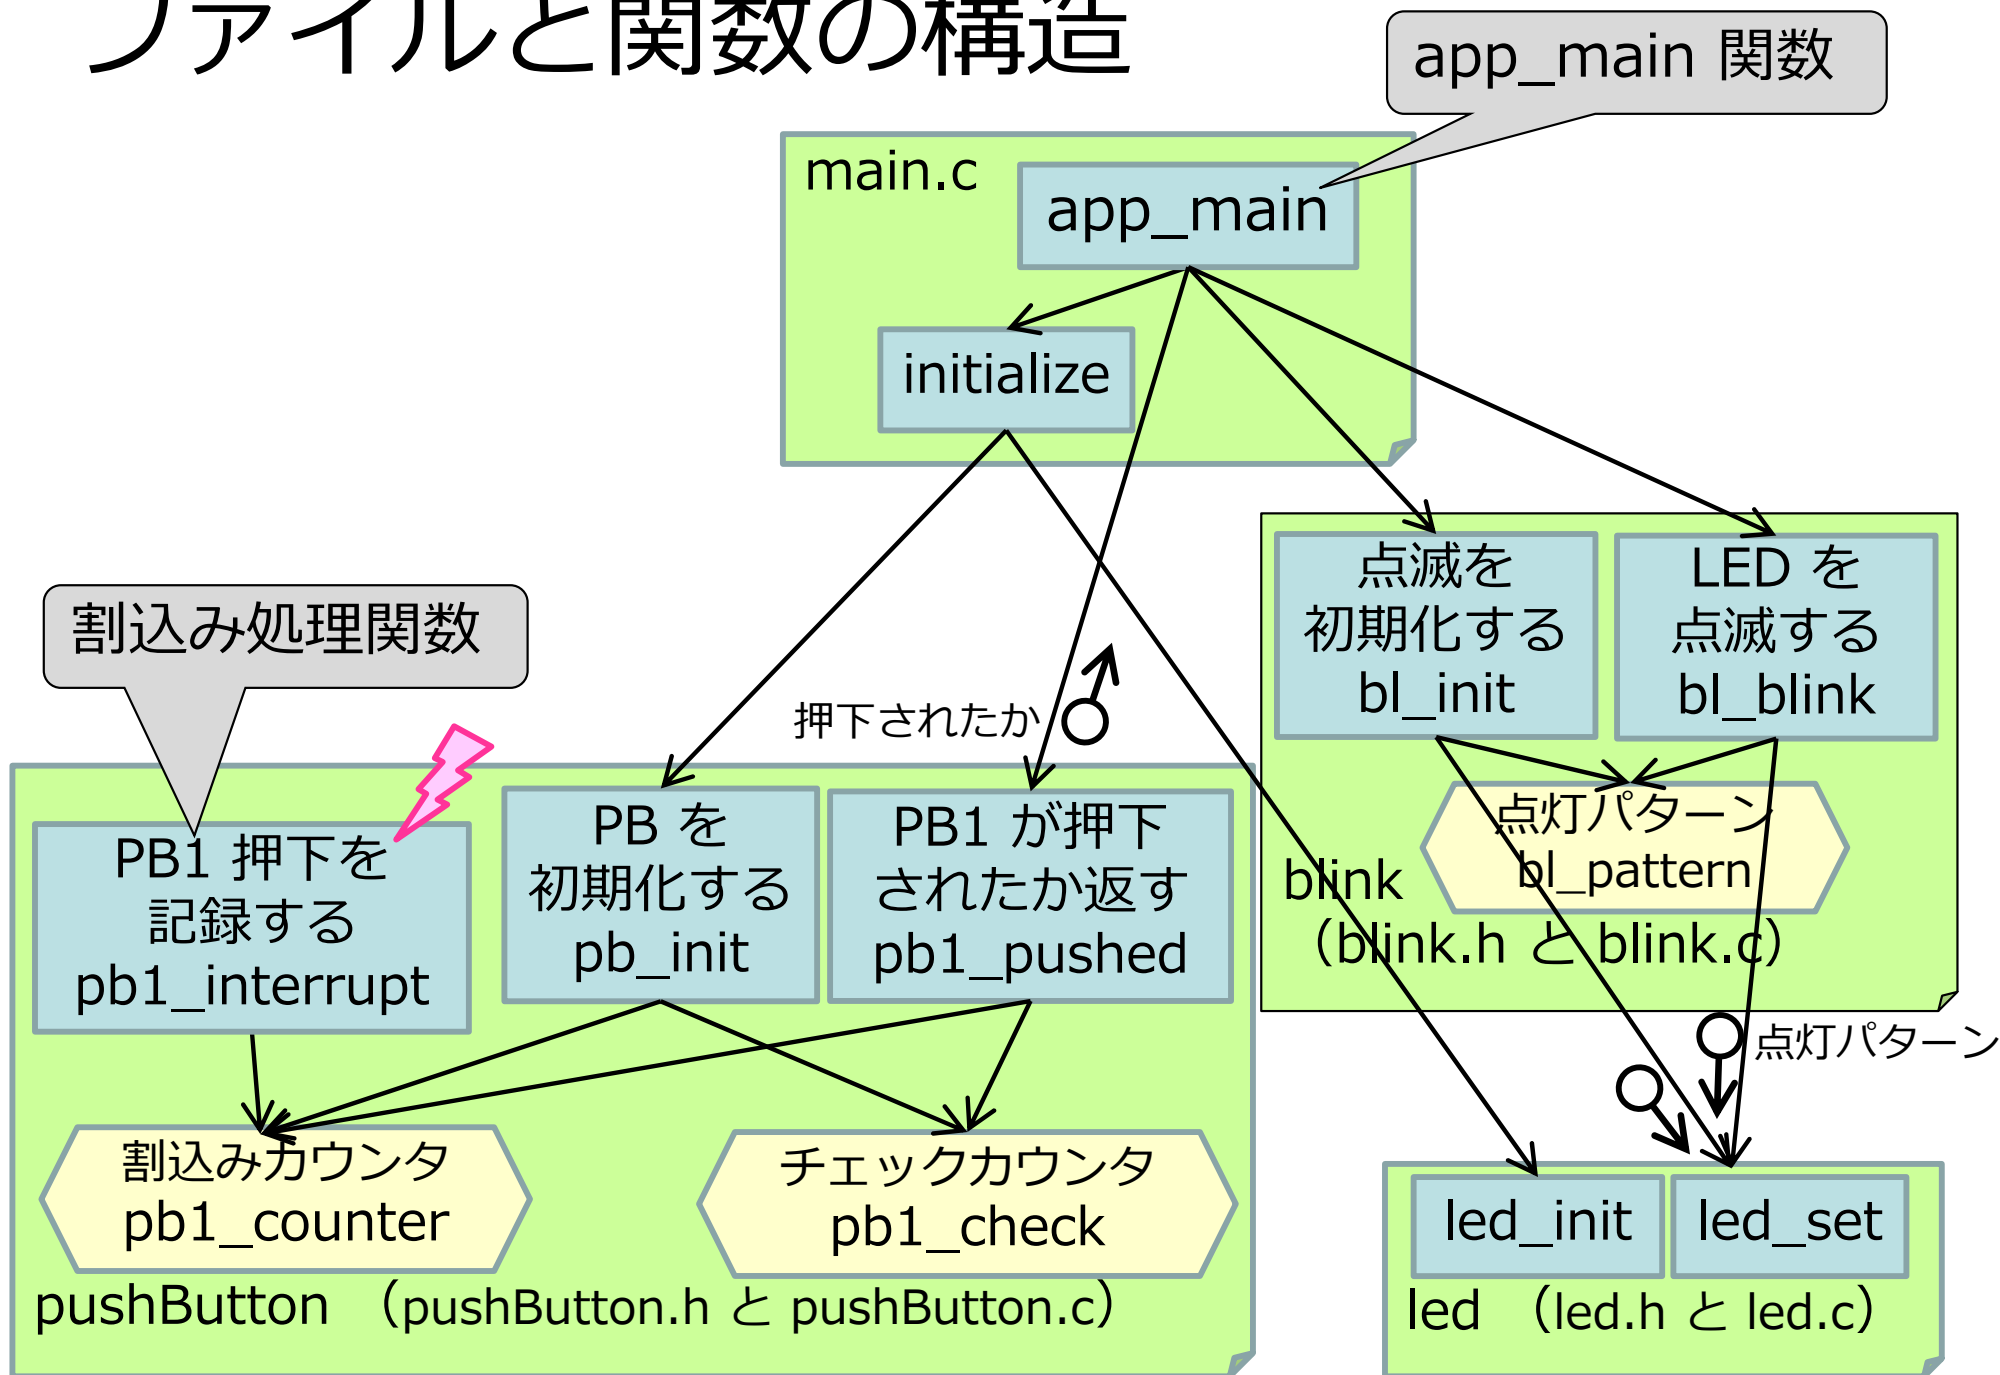 ファイルと関数の構造
app_main 関数
main.c
app_main
initialize
点滅を
初期化する
bl_init
LED を
点滅する
bl_blink
割込み処理関数
押下されたか
点灯パターン
bl_pattern
blink
（blink.h と blink.c）
PB1 押下を
記録する
pb1_interrupt
PB を
初期化する
pb_init
PB1 が押下
されたか返す
pb1_pushed
点灯パターン
割込みカウンタ
pb1_counter
チェックカウンタ
pb1_check
pushButton （pushButton.h と pushButton.c）
led_init
led_set
led （led.h と led.c）